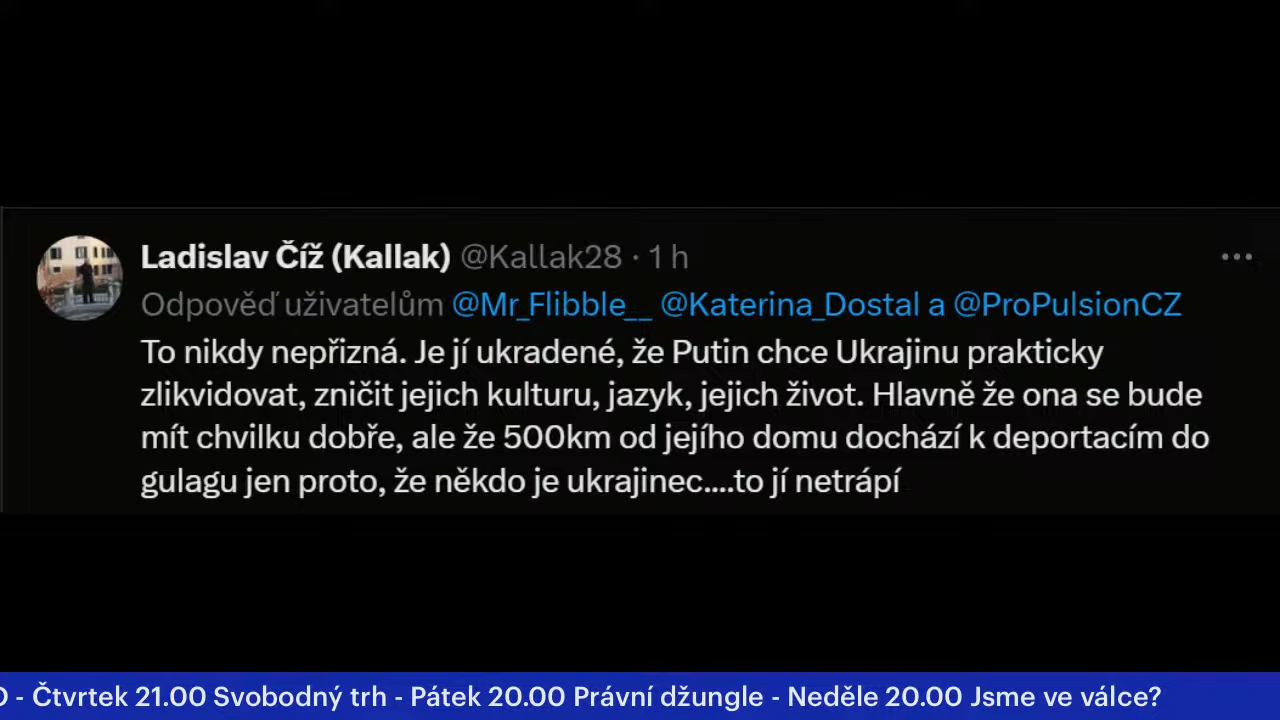 Ladislav Číž (Kallak) @Kallak28 · 1 h
Odpověď uživatelům @Mr_Flibble__ @Katerina_Dostal a @ProPulsionCZ
To nikdy nepřizná. Je jí ukradené, že Putin chce Ukrajinu prakticky
zlikvidovat, zničit jejich kulturu, jazyk, jejich život. Hlavně že ona se bude
mít chvilku dobře, ale že 500km od jejího domu dochází k deportacím do
gulagu jen proto, že někdo je ukrajinec....to jí netrápí
- Čtvrtek 21.00 Svobodný trh - Pátek 20.00 Právní džungle - Neděle 20.00 Jsme ve válce?